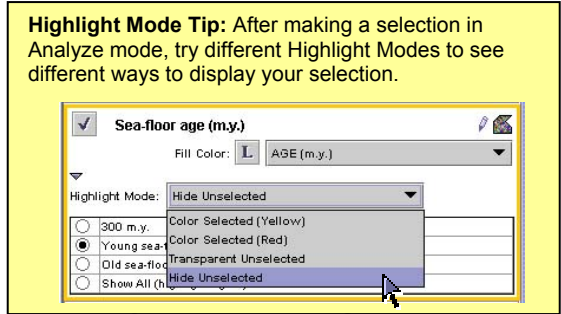 Highlight Mode Tip: After making a selection in
Analyze mode, try different Highlight Modes to see
different ways to display your selection.
Sea-floor age (m.y.)
Fill Color: L AGE (m.y.)
Highlight Mode: Hide Unselected
Color Selected (Yellow)
Color Selected (Red)
Transparent Unselected
Hide Unselected
300 m.y.
Young sea-
Old sea-floo
Show All (h